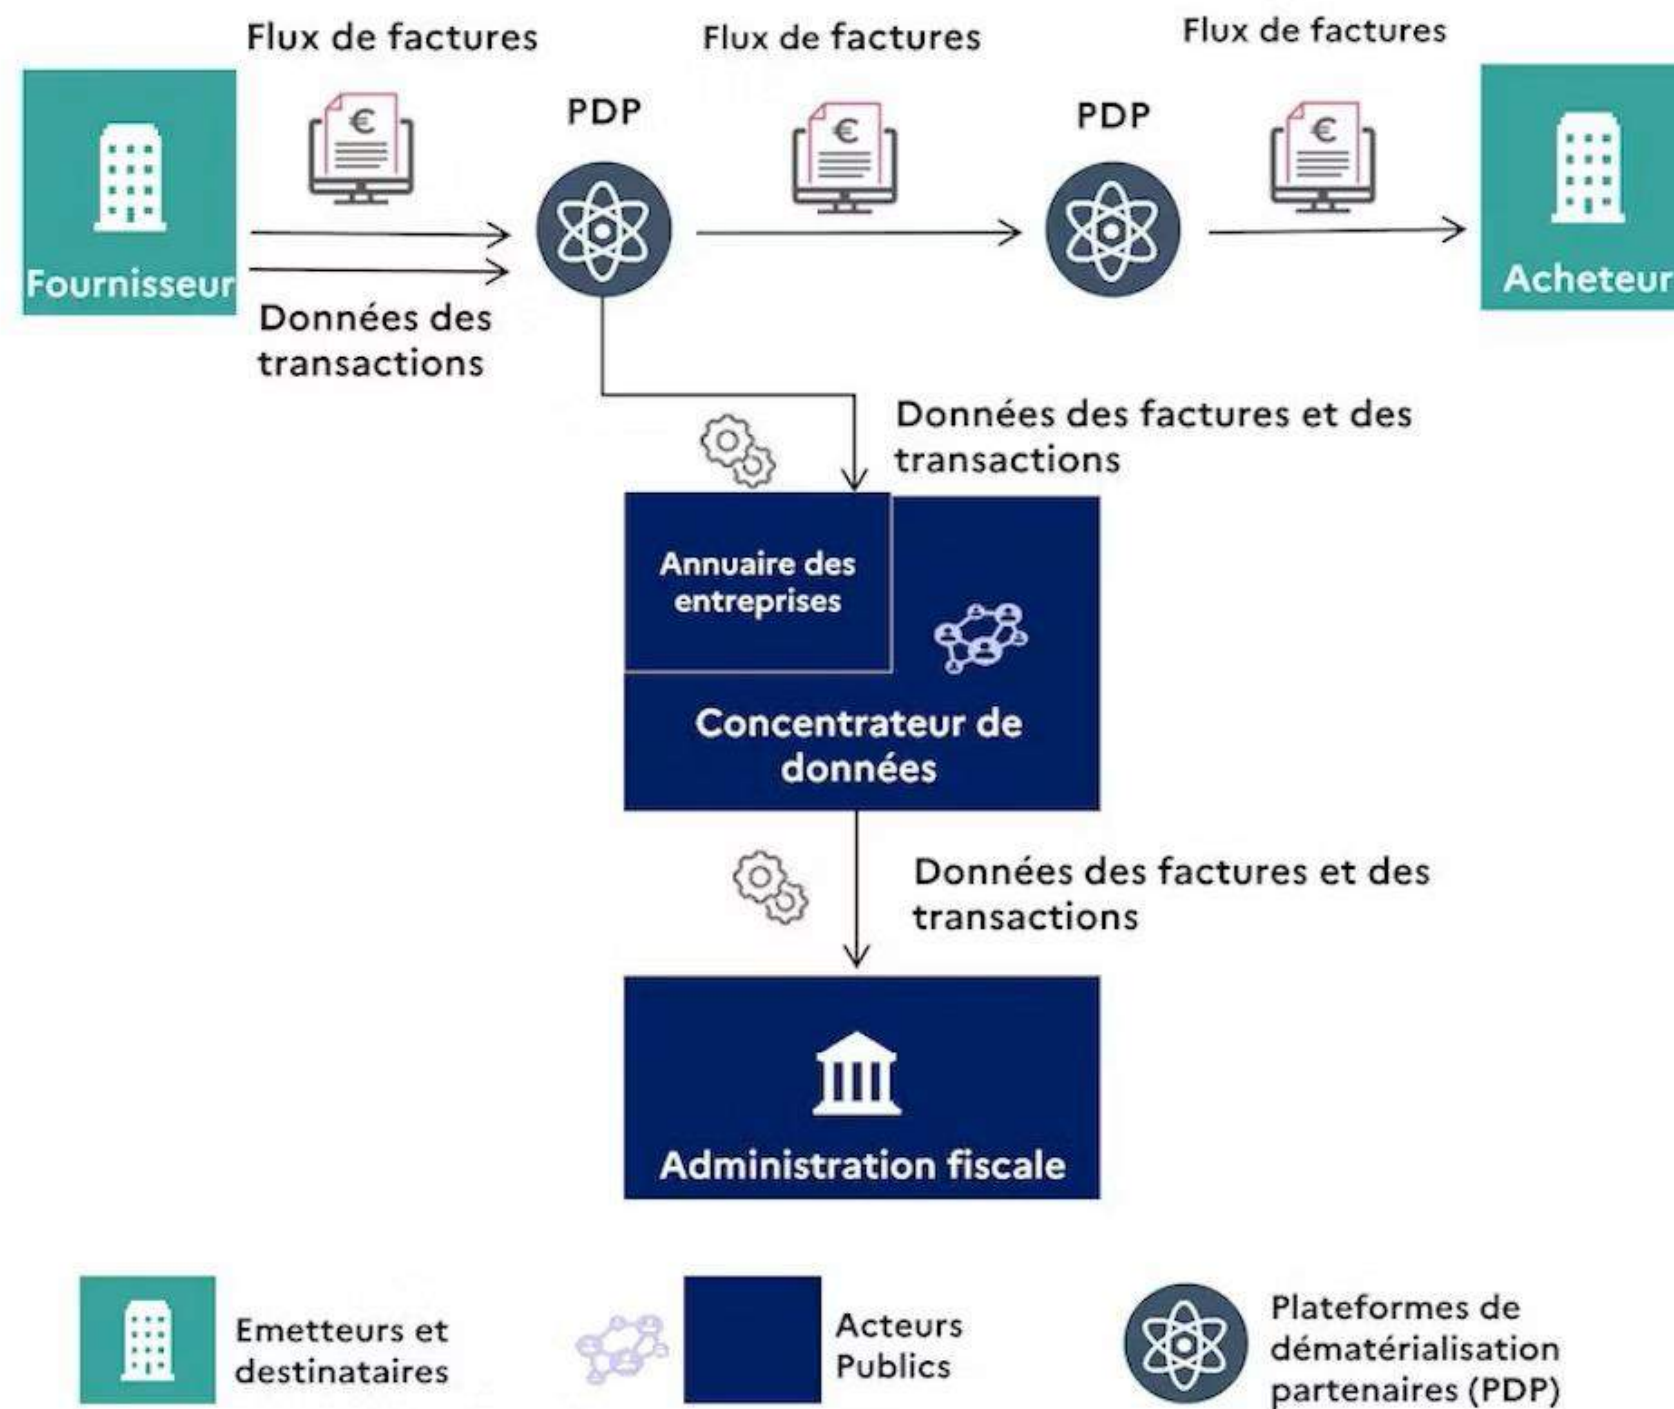 Flux de factures
Flux de factures
Flux de factures
PDP
PDP
€
€
€
Fournisseur
Acheteur
Données des
transactions
Données des factures et des
transactions
Annuaire des
entreprises
Concentrateur de
données
Données des factures et des
transactions
Administration fiscale
Emetteurs et
destinataires
Acteurs
Publics
Plateformes de
dématérialisation
partenaires (PDP)